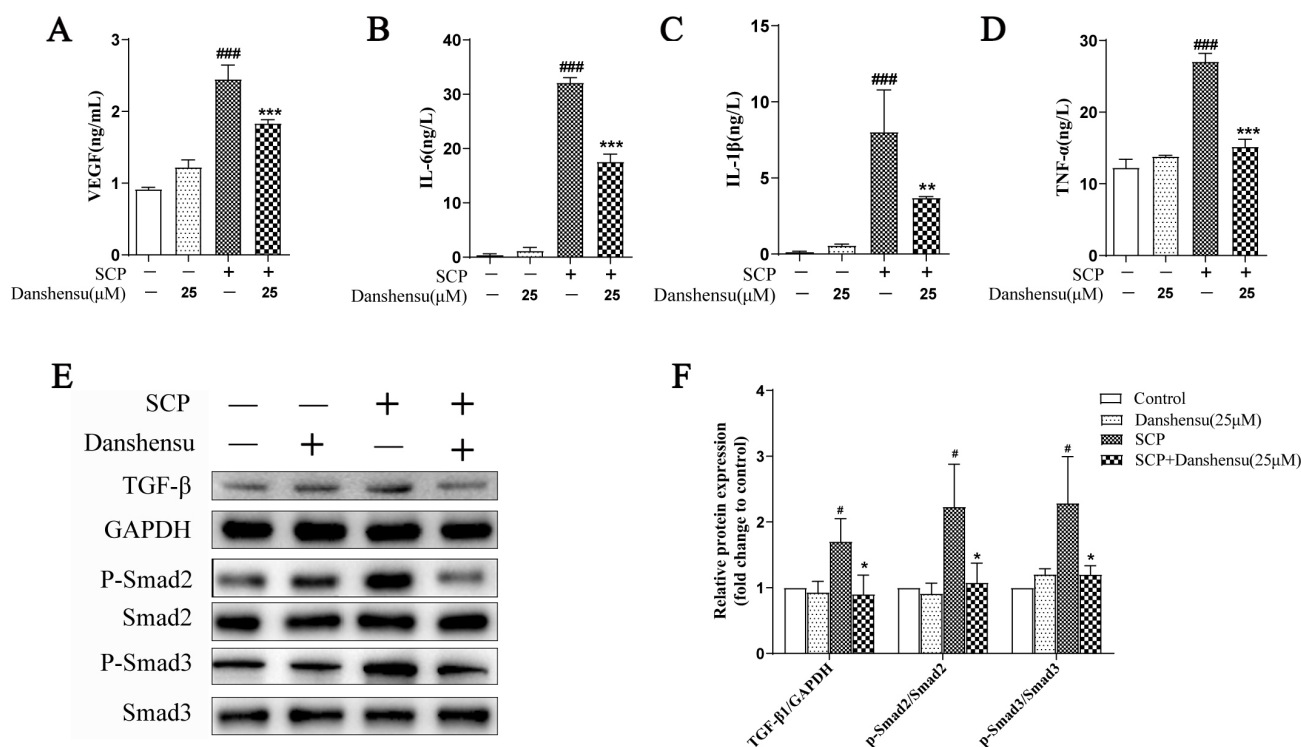 A
VEGF(ng/mL)
3
2
1
0
###
***
SCP — — + +
Danshensu(μM) — 25 — 25
B
IL-6(ng/L)
40
30
20
10
0
###
***
SCP — — + +
Danshensu(μM) — 25 — 25
C
IL-1β(ng/L)
15
10
5
0
###
**
SCP — — + +
Danshensu(μM) — 25 — 25
D
TNF-α(ng/L)
30
20
10
0
###
***
SCP — — + +
Danshensu(μM) — 25 — 25
E
SCP — — + +
Danshensu — + — +
TGF-β
GAPDH
P-Smad2
Smad2
P-Smad3
Smad3
F
Relative protein expression
(fold change to control)
4
3
2
1
0
# * # * # *
TGF-β1/GAPDH
p-Smad2/Smad2
p-Smad3/Smad3
Control
Danshensu(25μM)
SCP
SCP+Danshensu(25μM)